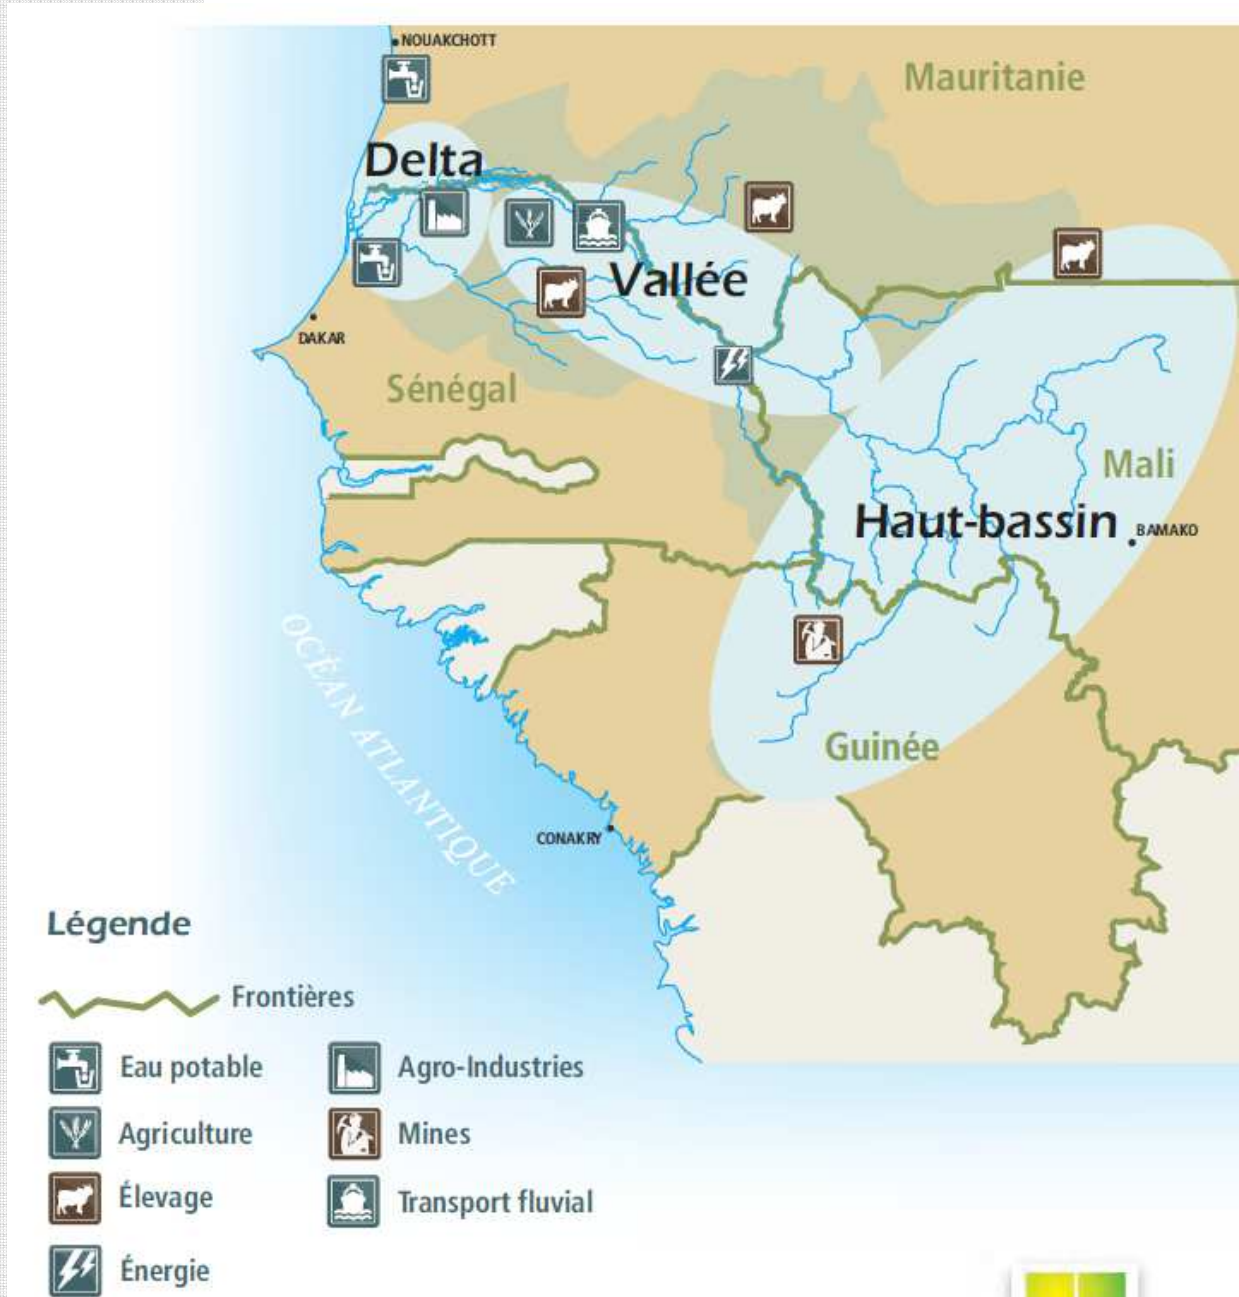 NOUAKCHOTT
Mauritanie
Delta
Vallée
DAKAR
Sénégal
Mali
Haut-bassin
BAMAKO
OCÉAN ATLANTIQUE
Guinée
CONAKRY
Légende
Frontières
Eau potable
Agro-Industries
Agriculture
Mines
Élevage
Transport fluvial
Énergie